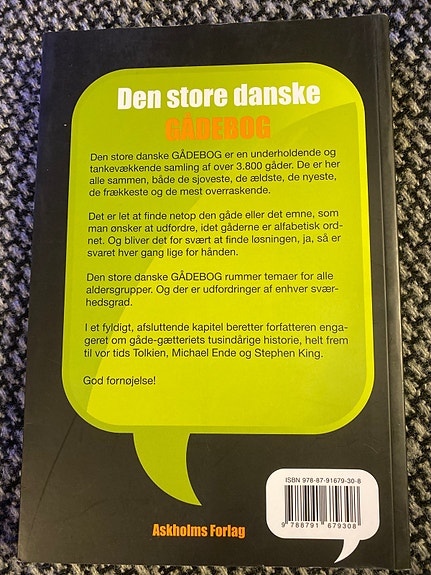 Den store danske
GÅDEBOG
Den store danske GÅDEBOG er en underholdende og
tankevækkende samling af over 3.800 gåder. De er her
alle sammen, både de sjoveste, de ældste, de nyeste,
de frækkeste og de mest overraskende.
Det er let at finde netop den gåde eller det emne, som
man ønsker at udfordre, idet gåderne er alfabetisk ord-
net. Og bliver det for svært at finde løsningen, ja, så er
svaret hver gang lige for hånden.
Den store danske GÅDEBOG rummer temaer for alle
aldersgrupper. Og der er udfordringer af enhver svær-
hedsgrad.
I et fyldigt, afsluttende kapitel beretter forfatteren enga-
geret om gåde-gætteriets tusindårige historie, helt frem
til vor tids Tolkien, Michael Ende og Stephen King.
God fornøjelse!
ISBN 978-87-91679-30-8
9 788791 679308
Askholms Forlag